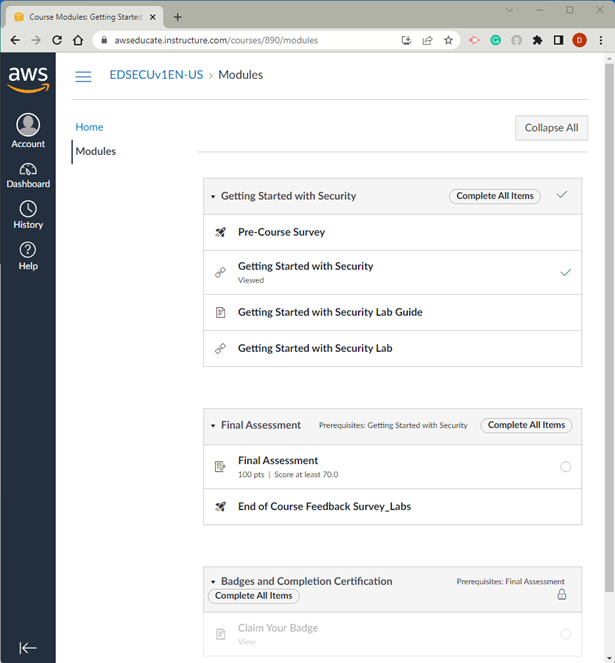 Course Modules: Getting Started
awseducate.instructure.com/courses/890/modules
D
aws
EDSECUv1EN-US > Modules
Account
Dashboard
History
Help
Home
Modules
Collapse All
Getting Started with Security Complete All Items
Pre-Course Survey
Getting Started with Security
Viewed
Getting Started with Security Lab Guide
Getting Started with Security Lab
Final Assessment Prerequisites: Getting Started with Security Complete All Items
Final Assessment
100 pts | Score at least 70.0
End of Course Feedback Survey_Labs
Badges and Completion Certification Prerequisites: Final Assessment
Complete All Items
Claim Your Badge
View